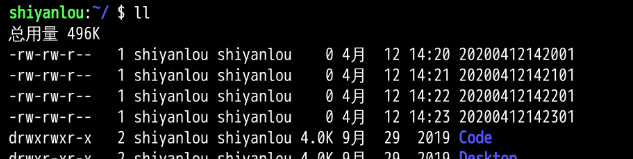 shiyanlou:~/ $ ll
总用量 496K
-rw-rw-r-- 1 shiyanlou shiyanlou 0 4月 12 14:20 20200412142001
-rw-rw-r-- 1 shiyanlou shiyanlou 0 4月 12 14:21 20200412142101
-rw-rw-r-- 1 shiyanlou shiyanlou 0 4月 12 14:22 20200412142201
-rw-rw-r-- 1 shiyanlou shiyanlou 0 4月 12 14:23 20200412142301
drwxrwxr-x 2 shiyanlou shiyanlou 4.0K 9月 29 2019 Code
drwxr-xr-x 2 shiyanlou shiyanlou 4.0K 9月 29 2019 Desktop